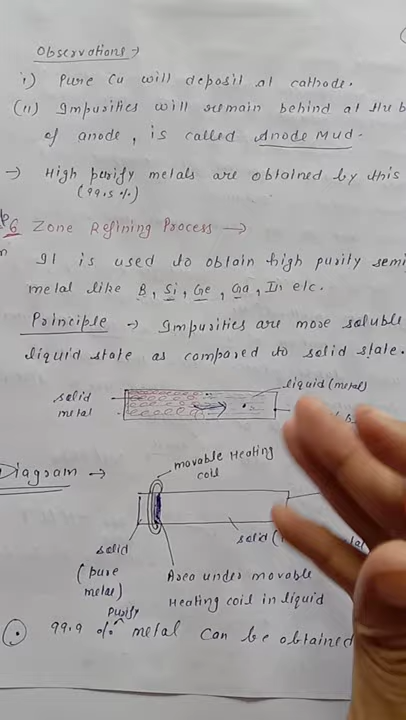 Observations →
i) Pure Cu will deposit at cathode.
(ii) Impurities will remain behind at the b
of anode, is called Anode Mud.
→ High purity metals are obtained by this
(99.5 %)
6 Zone Refining Process →
It is used to obtain high purity semi
metal like B, Si, Ge, Ga, In etc.
Principle → Impurities are more soluble
liquid state as compared to solid state.
solid
metal
liquid (metal)
Diagram →
movable Heating
coil
solid
(pure
metal)
solid (
Area under movable
Heating coil in liquid
99.9 % purity metal can be obtained